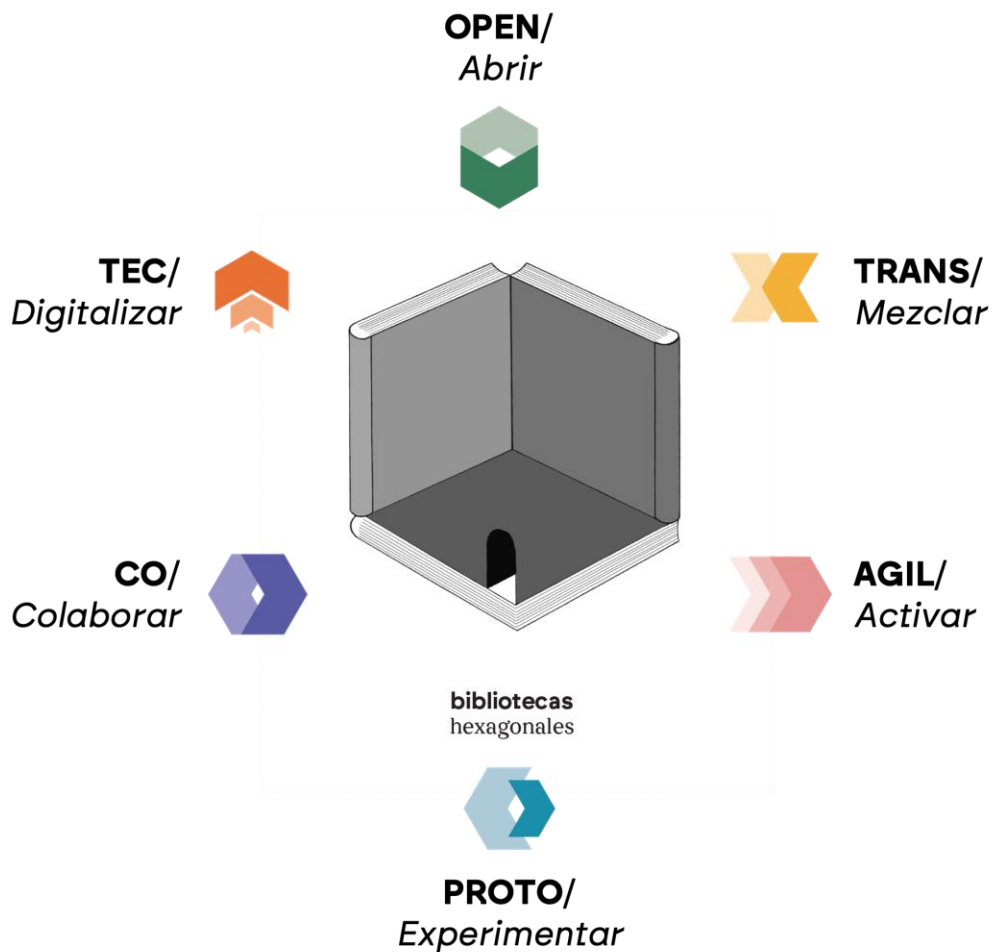 OPEN/
Abrir
TEC/
Digitalizar
TRANS/
Mezclar
CO/
Colaborar
AGIL/
Activar
bibliotecas
hexagonales
PROTO/
Experimentar